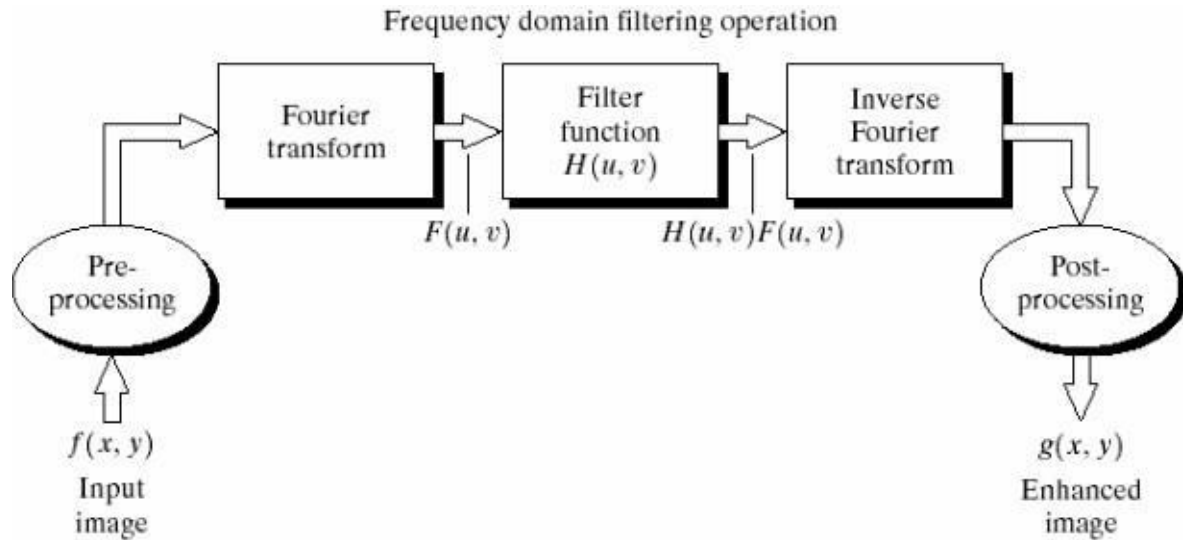 Frequency domain filtering operation
Fourier
transform
Filter
function
H(u, v)
Inverse
Fourier
transform
F(u, v)
H(u, v)F(u, v)
Pre-
processing
Post-
processing
f(x, y)
Input
image
g(x, y)
Enhanced
image